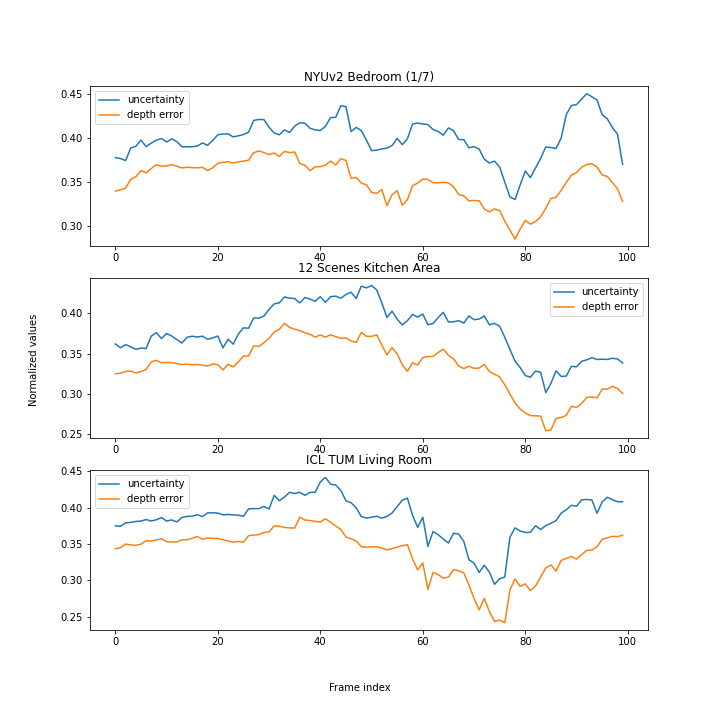 NYUv2 Bedroom (1/7)
uncertainty
depth error
0.45
0.40
0.35
0.30
0 20 40 60 80 100
12 Scenes Kitchen Area
uncertainty
depth error
0.40
0.35
0.30
0.25
0 20 40 60 80 100
Normalized values
ICL TUM Living Room
uncertainty
depth error
0.45
0.40
0.35
0.30
0.25
0 20 40 60 80 100
Frame index